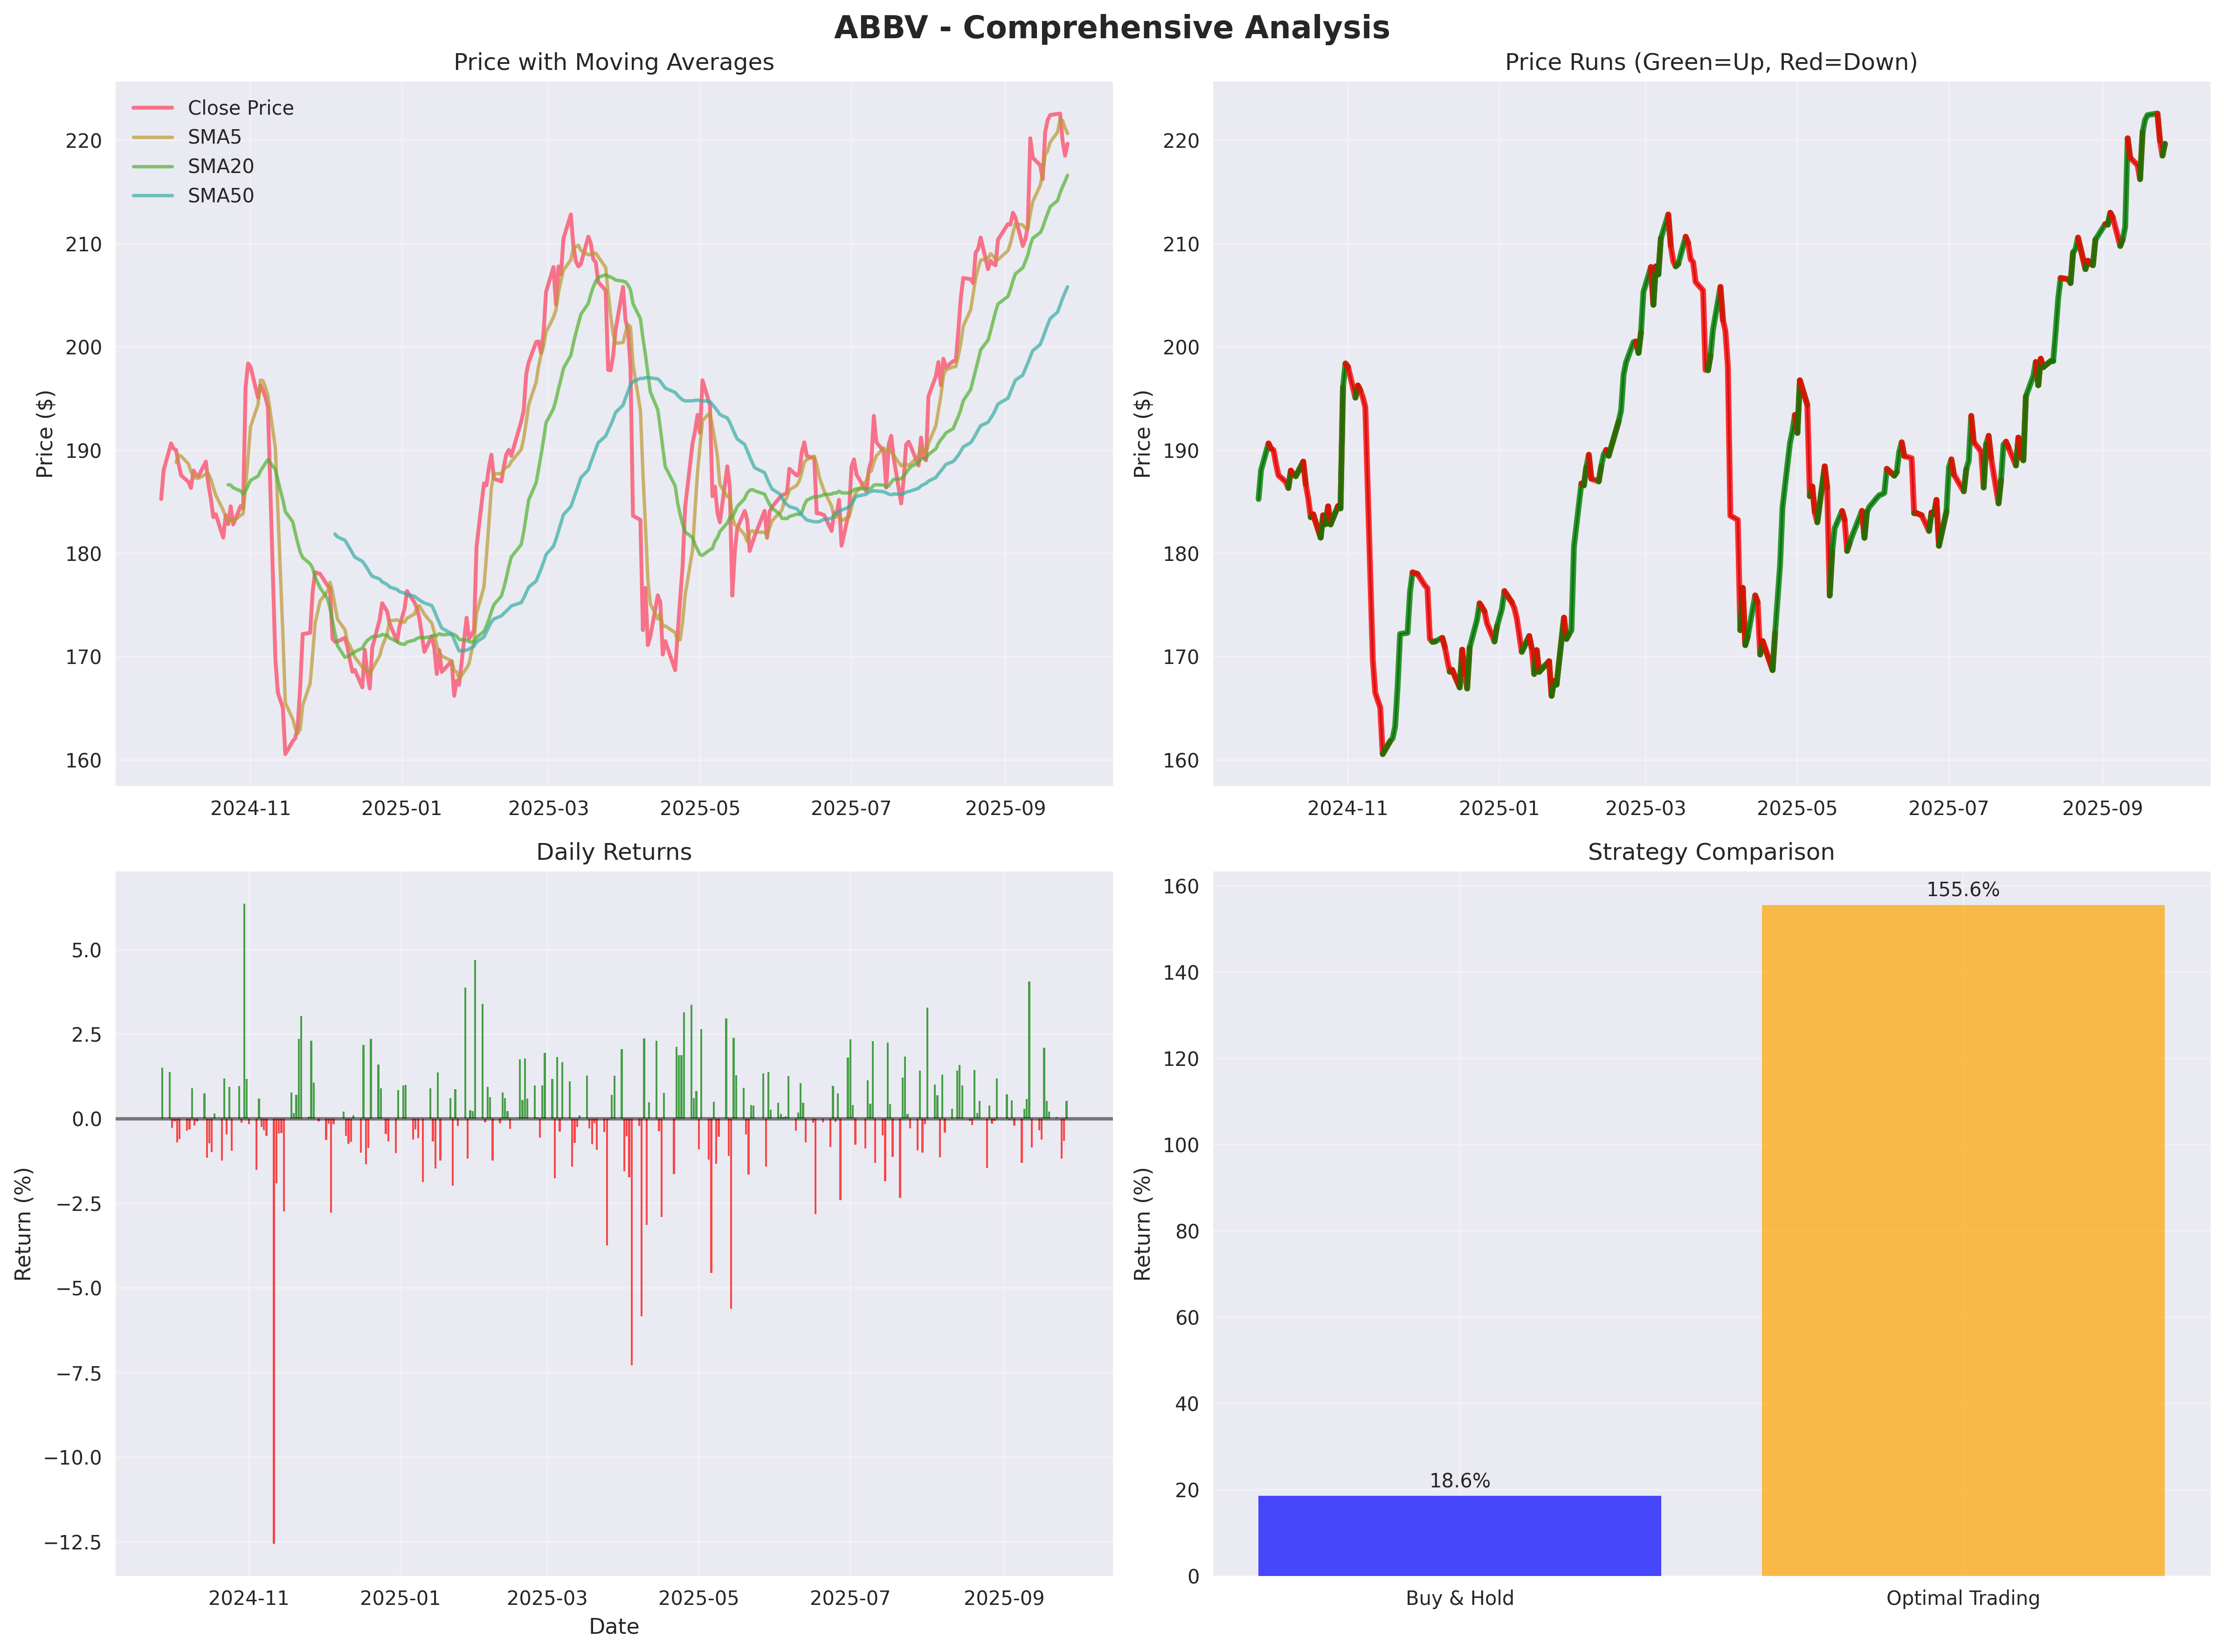 ABBV - Comprehensive Analysis
Price with Moving Averages
Close Price
SMA5
SMA20
SMA50
Price ($)
220
210
200
190
180
170
160
2024-11 2025-01 2025-03 2025-05 2025-07 2025-09
Price Runs (Green=Up, Red=Down)
Price ($)
220
210
200
190
180
170
160
2024-11 2025-01 2025-03 2025-05 2025-07 2025-09
Daily Returns
Return (%)
5.0
2.5
0.0
−2.5
−5.0
−7.5
−10.0
−12.5
2024-11 2025-01 2025-03 2025-05 2025-07 2025-09
Date
Strategy Comparison
Return (%)
160
140
120
100
80
60
40
20
0
18.6%
155.6%
Buy & Hold Optimal Trading